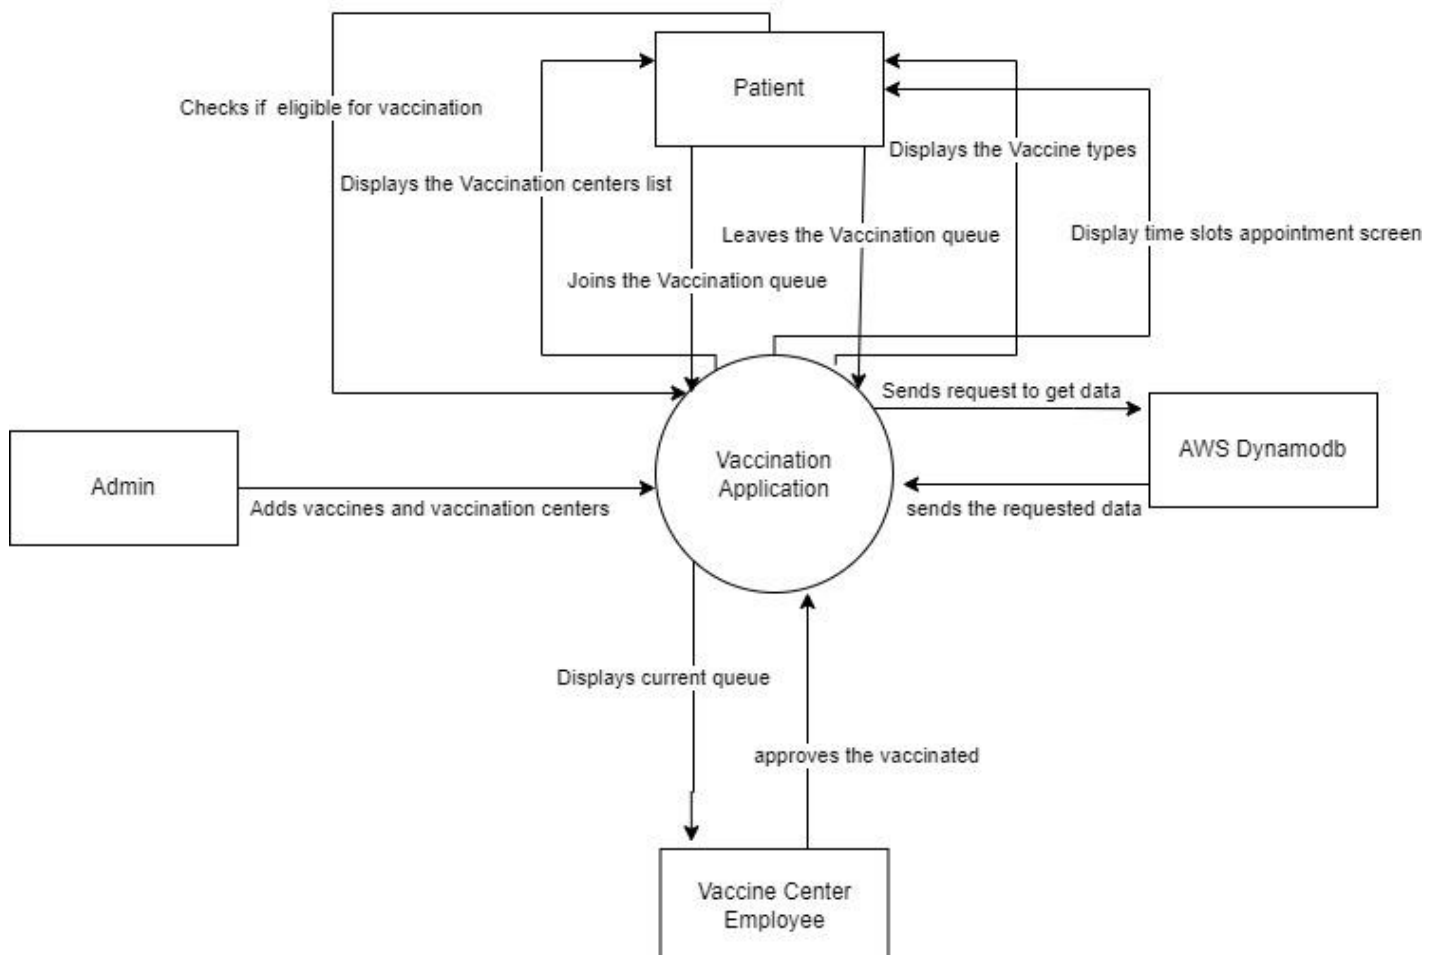 Patient
Checks if eligible for vaccination
Displays the Vaccine types
Displays the Vaccination centers list
Leaves the Vaccination queue
Display time slots appointment screen
Joins the Vaccination queue
Sends request to get data
AWS Dynamodb
Vaccination
Application
Admin
Adds vaccines and vaccination centers
sends the requested data
Displays current queue
approves the vaccinated
Vaccine Center
Employee